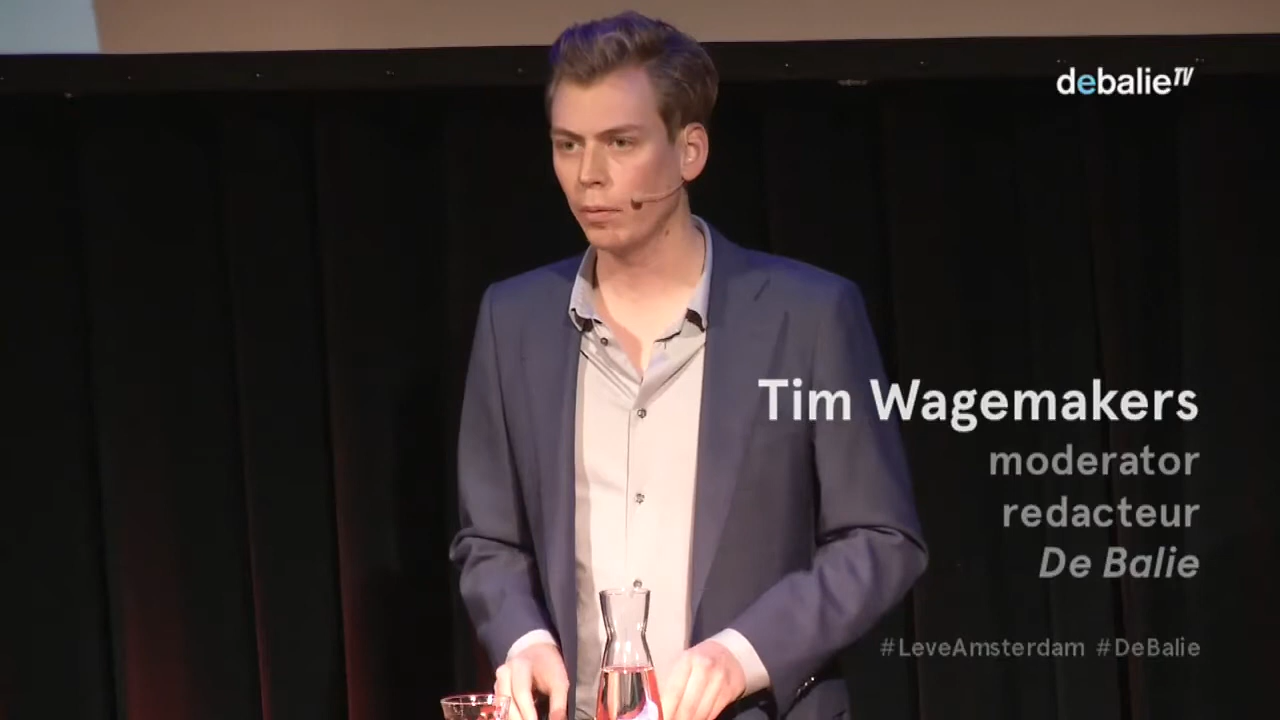 debalieTV
Tim Wagemakers
moderator
redacteur
De Balie
#LeveAmsterdam #DeBalie